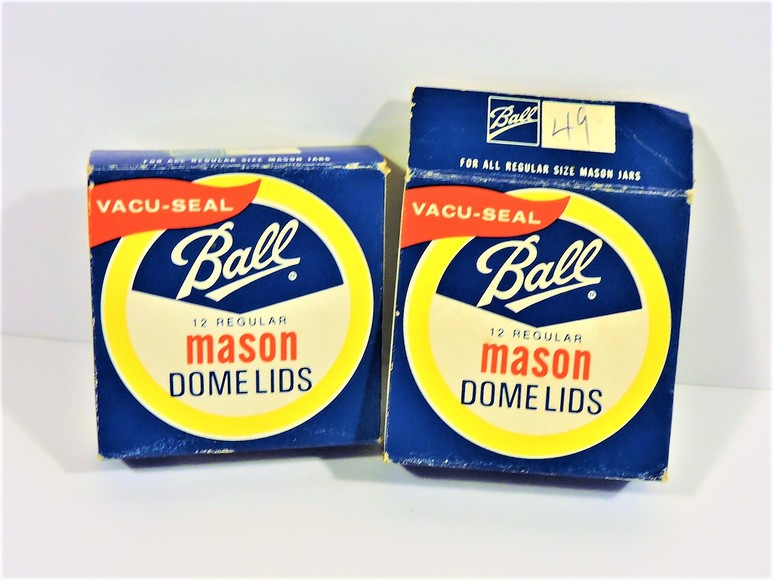 FOR ALL REGULAR SIZE MASON JARS
VACU-SEAL
Ball
®
12 REGULAR
mason
DOME LIDS
Ball
49
FOR ALL REGULAR SIZE MASON JARS
VACU-SEAL
Ball
®
12 REGULAR
mason
DOME LIDS